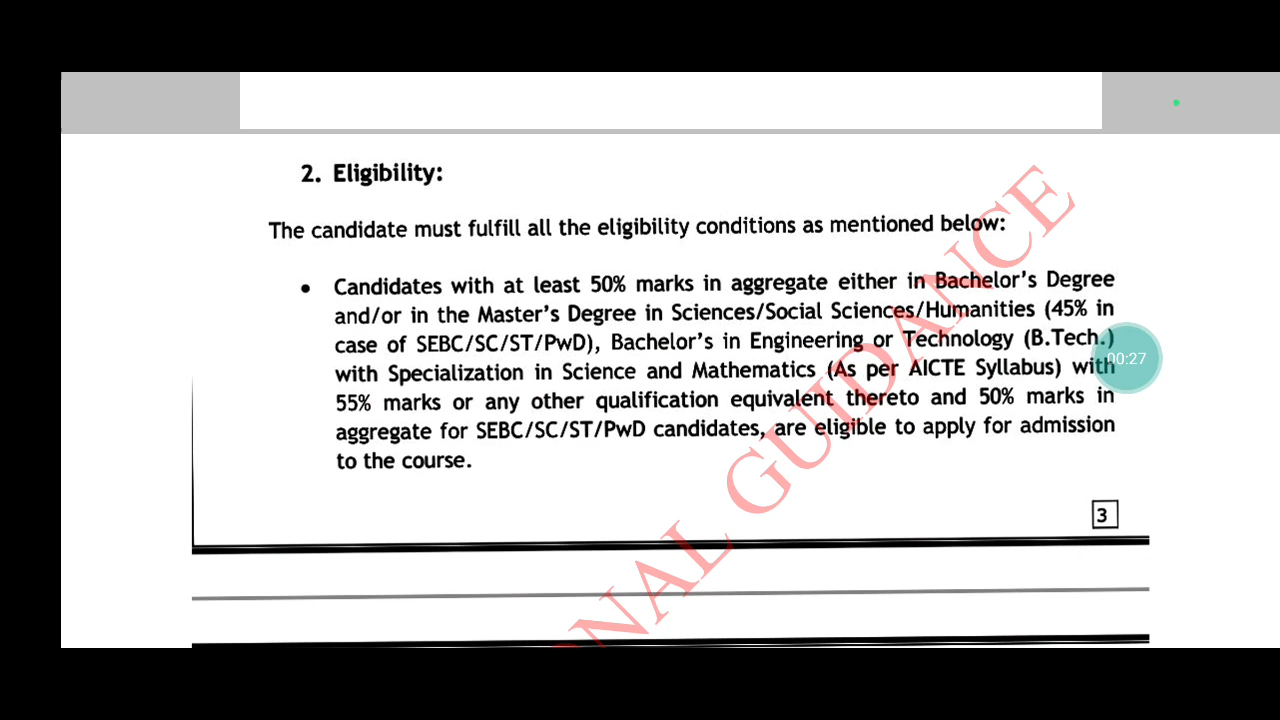 2. Eligibility:
The candidate must fulfill all the eligibility conditions as mentioned below:
• Candidates with at least 50% marks in aggregate either in Bachelor's Degree
and/or in the Master's Degree in Sciences/Social Sciences/Humanities (45% in
case of SEBC/SC/ST/PwD), Bachelor's in Engineering or Technology (B.Tech.)
with Specialization in Science and Mathematics (As per AICTE Syllabus) with
55% marks or any other qualification equivalent thereto and 50% marks in
aggregate for SEBC/SC/ST/PwD candidates, are eligible to apply for admission
to the course.
00:27
3
GUIDANCE